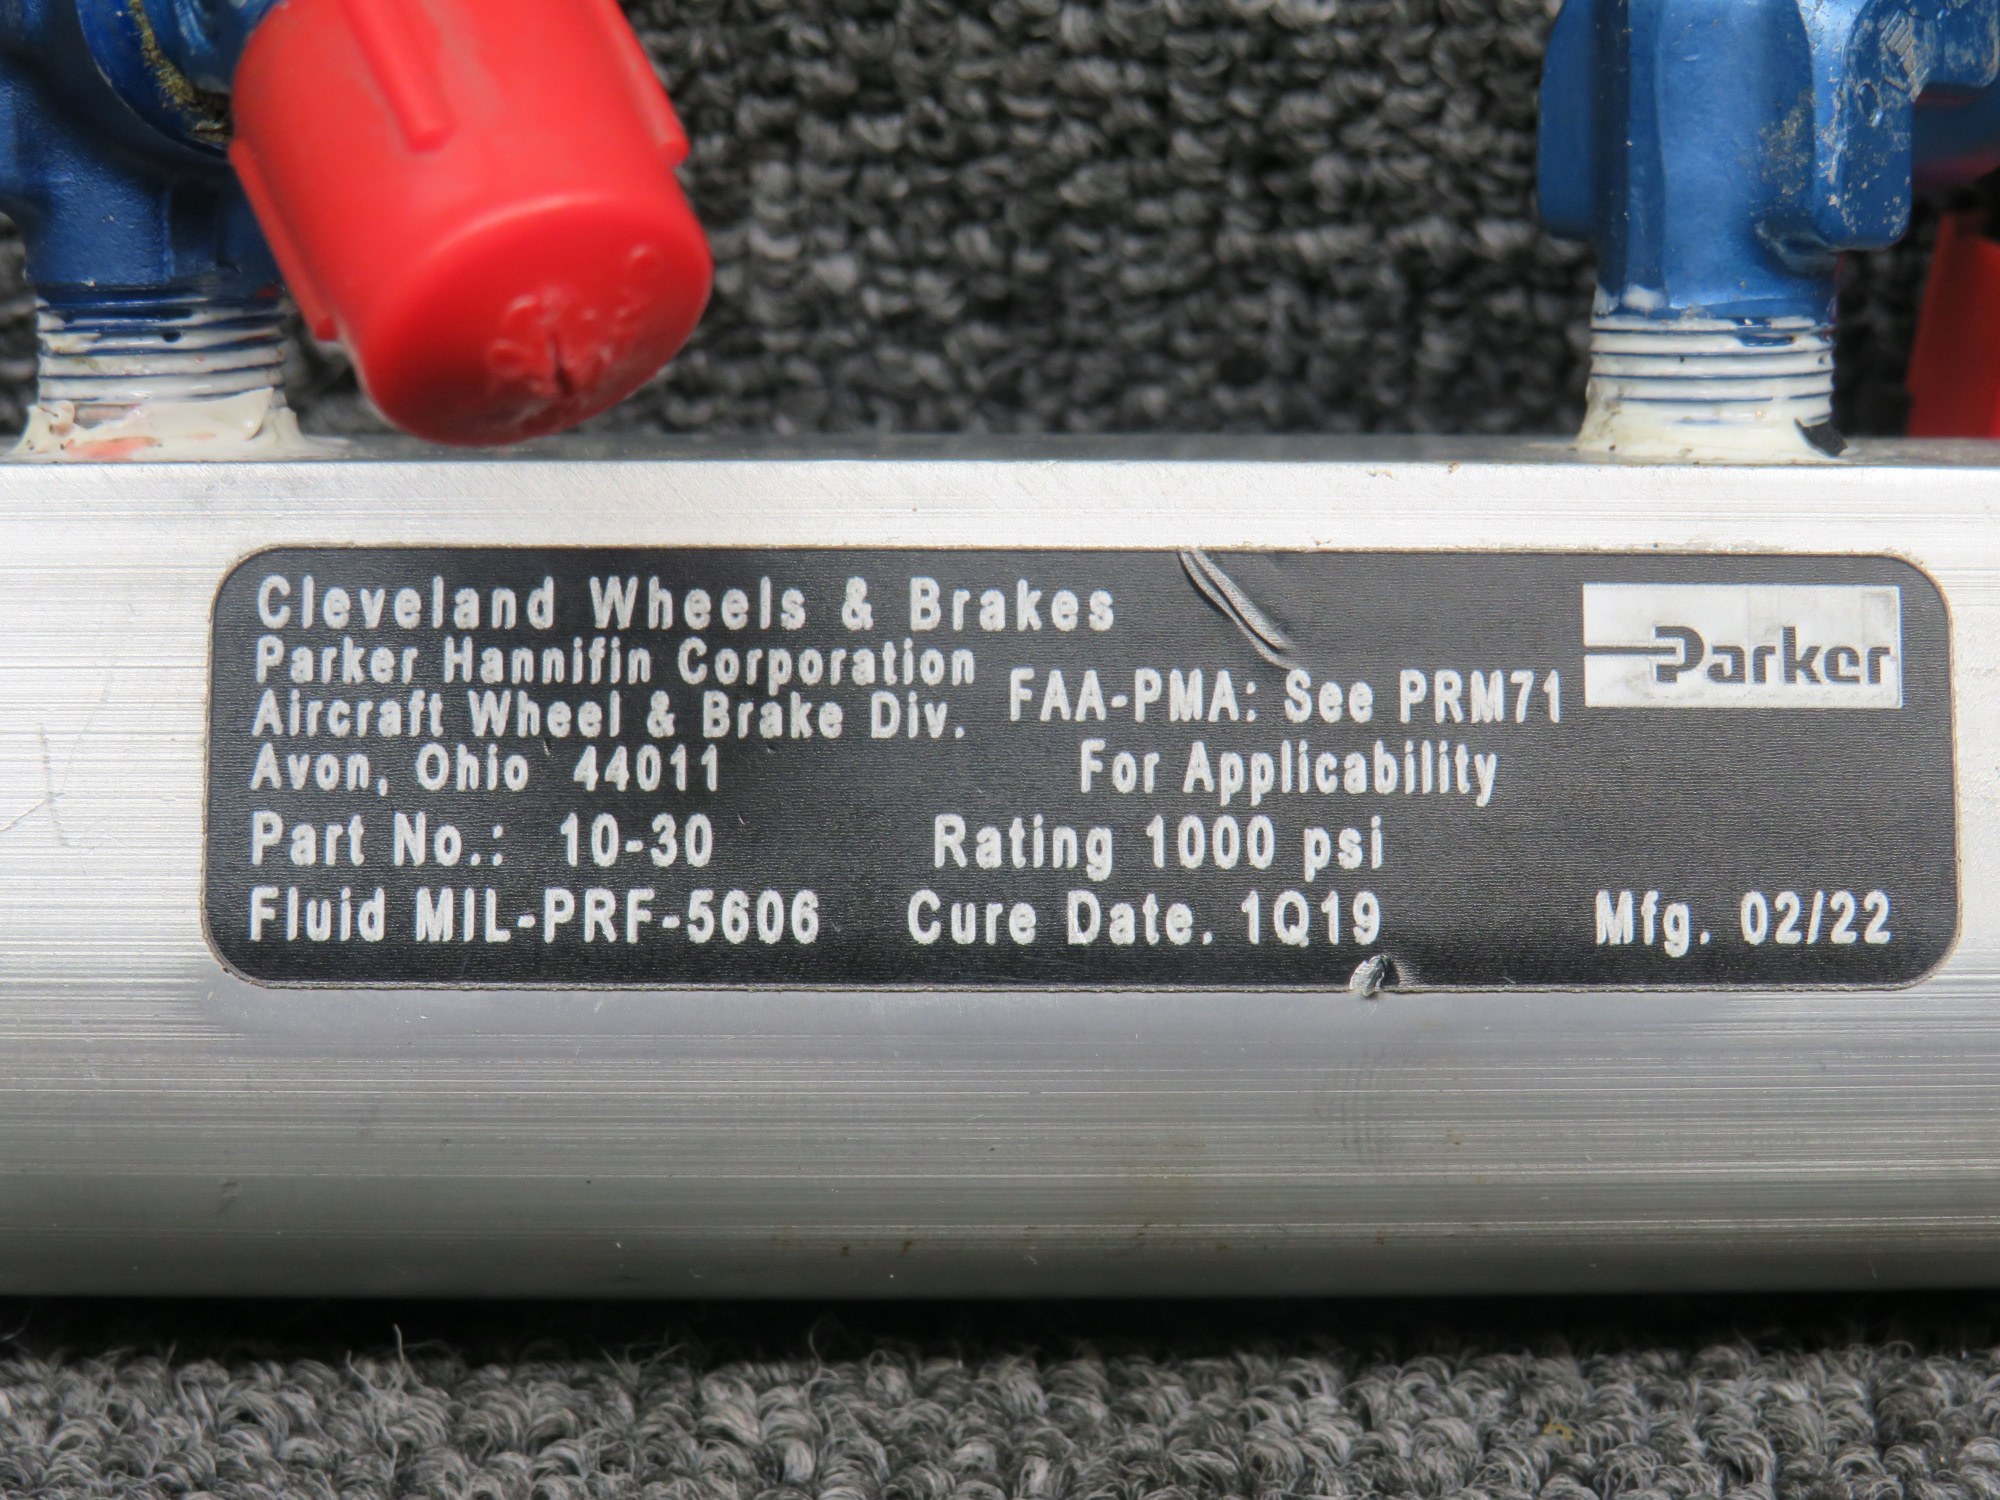 Cleveland Wheels & Brakes
Parker Hannifin Corporation
Aircraft Wheel & Brake Div.
Avon, Ohio 44011
FAA-PMA: See PRM71
For Applicability
Parker
Part No.: 10-30
Rating 1000 psi
Fluid MIL-PRF-5606
Cure Date. 1Q19
Mfg. 02/22